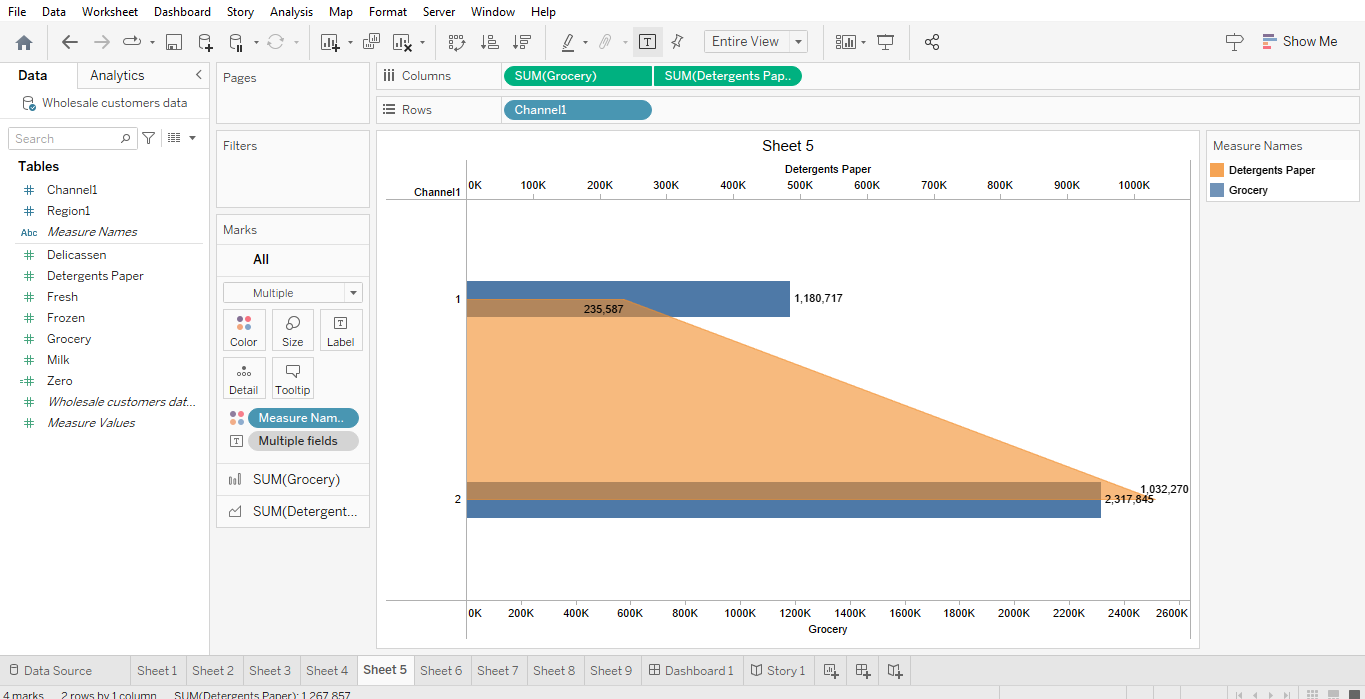 File Data Worksheet Dashboard Story Analysis Map Format Server Window Help
Entire View
Show Me
Data Analytics
Wholesale customers data
Search
Tables
Channel1
Region1
Abc Measure Names
Delicassen
Detergents Paper
Fresh
Frozen
Grocery
Milk
Zero
Wholesale customers dat...
Measure Values
Pages
Filters
Marks
All
Multiple
Color Size Label
Detail Tooltip
Measure Nam..
Multiple fields
SUM(Grocery)
SUM(Detergent...
Columns SUM(Grocery) SUM(Detergents Pap..
Rows Channel1
Sheet 5
Detergents Paper
Channel1 0K 100K 200K 300K 400K 500K 600K 700K 800K 900K 1000K
1 1,180,717
235,587
1,032,270
2 2,317,845
0K 200K 400K 600K 800K 1000K 1200K 1400K 1600K 1800K 2000K 2200K 2400K 2600K
Grocery
Measure Names
Detergents Paper
Grocery
Data Source Sheet 1 Sheet 2 Sheet 3 Sheet 4 Sheet 5 Sheet 6 Sheet 7 Sheet 8 Sheet 9 Dashboard 1 Story 1
4 marks 2 rows by 1 column SUM(Detergents Paper): 1,267,857